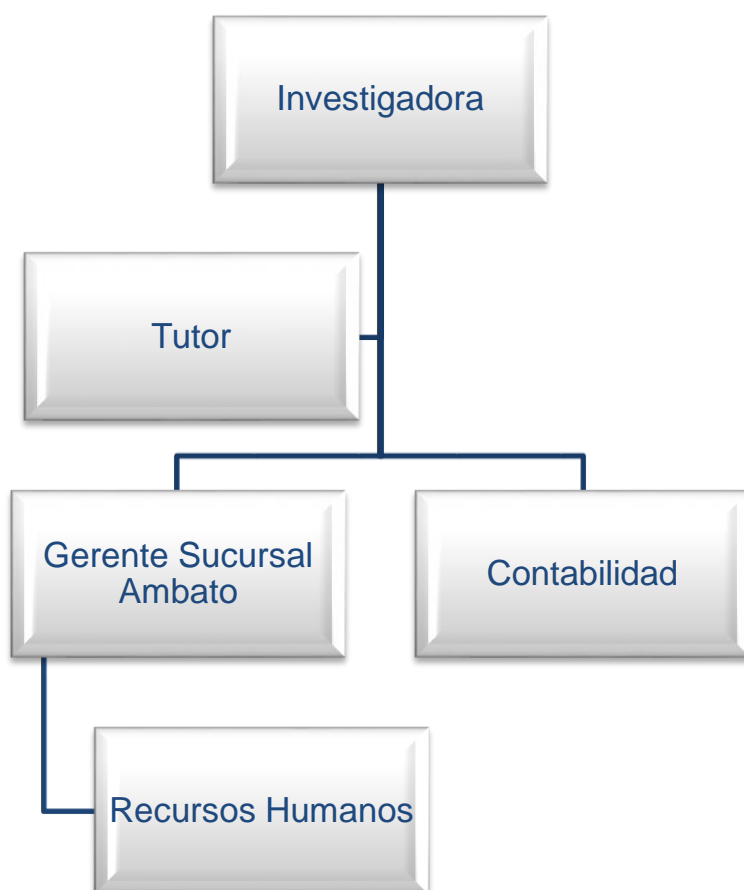 Investigadora
Tutor
Gerente Sucursal
Ambato
Contabilidad
Recursos Humanos